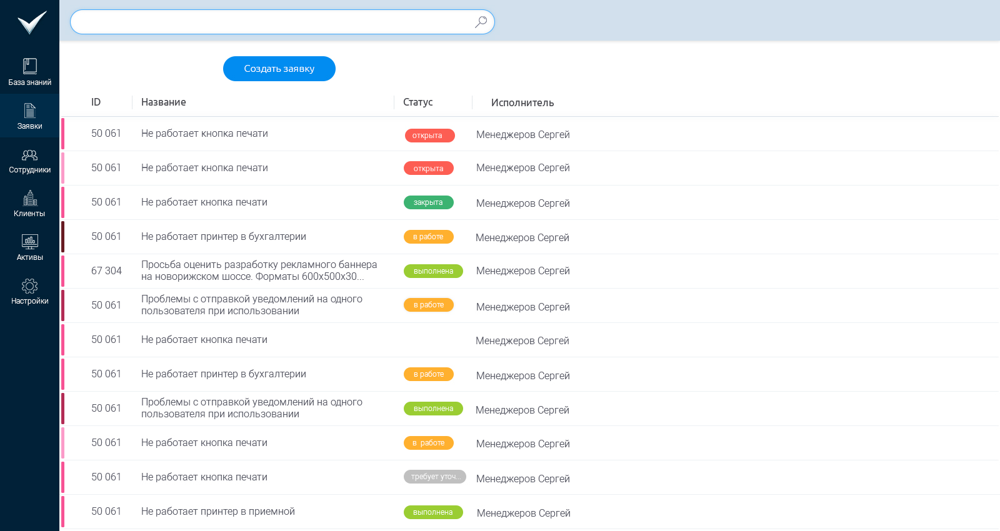 База знаний
Заявки
Сотрудники
Клиенты
Активы
Настройки
Создать заявку
ID Название Статус Исполнитель
50 061 Не работает кнопка печати открыта Менеджеров Сергей
50 061 Не работает кнопка печати открыта Менеджеров Сергей
50 061 Не работает кнопка печати закрыта Менеджеров Сергей
50 061 Не работает принтер в бухгалтерии в работе Менеджеров Сергей
67 304 Просьба оценить разработку рекламного баннера выполнена Менеджеров Сергей
на новорижском шоссе. Форматы 600х500х30...
50 061 Проблемы с отправкой уведомлений на одного в работе Менеджеров Сергей
пользователя при использовании
50 061 Не работает кнопка печати Менеджеров Сергей
50 061 Не работает принтер в бухгалтерии в работе Менеджеров Сергей
50 061 Проблемы с отправкой уведомлений на одного выполнена Менеджеров Сергей
пользователя при использовании
50 061 Не работает кнопка печати в работе Менеджеров Сергей
50 061 Не работает кнопка печати требует уточ... Менеджеров Сергей
50 061 Не работает принтер в приемной выполнена Менеджеров Сергей